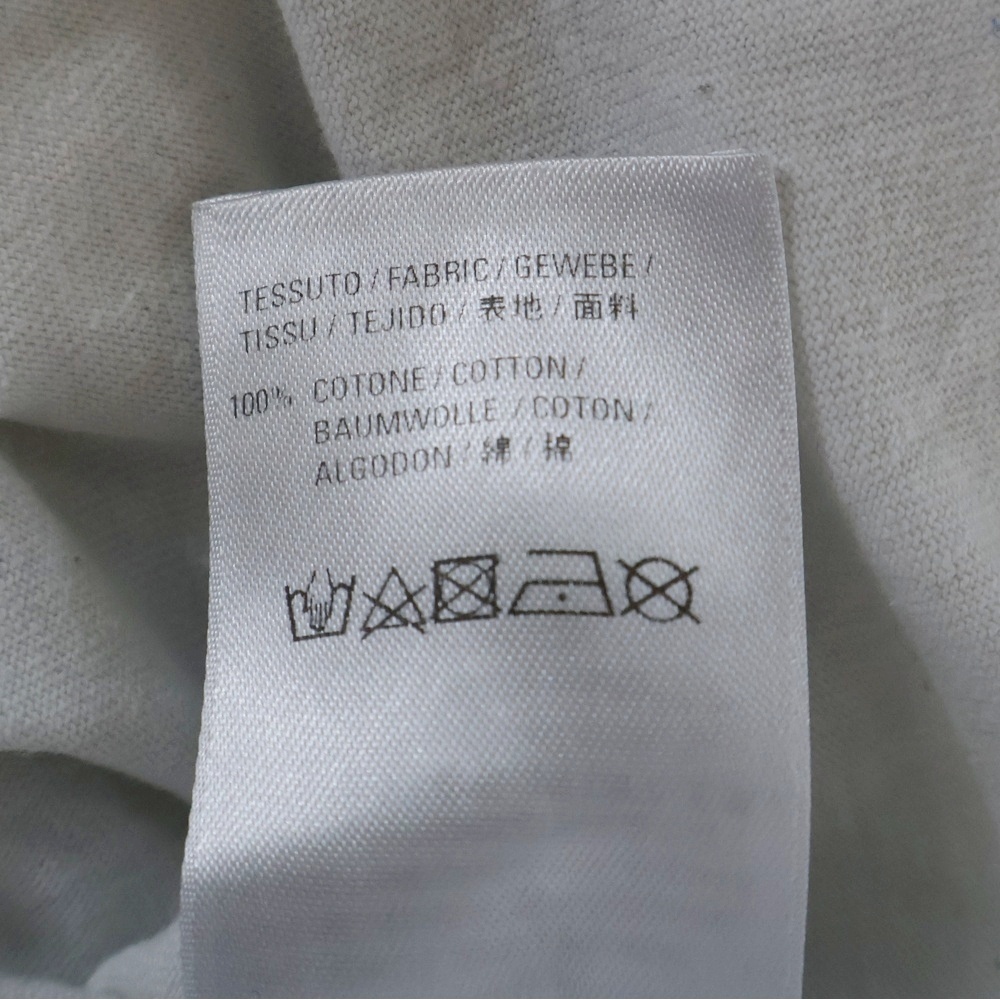 TESSUTO / FABRIC / GEWEBE /
TISSU / TEJIDO / 表地 / 面料
100% COTONE / COTTON /
BAUMWOLLE / COTON /
ALGODON / 綿 / 棉